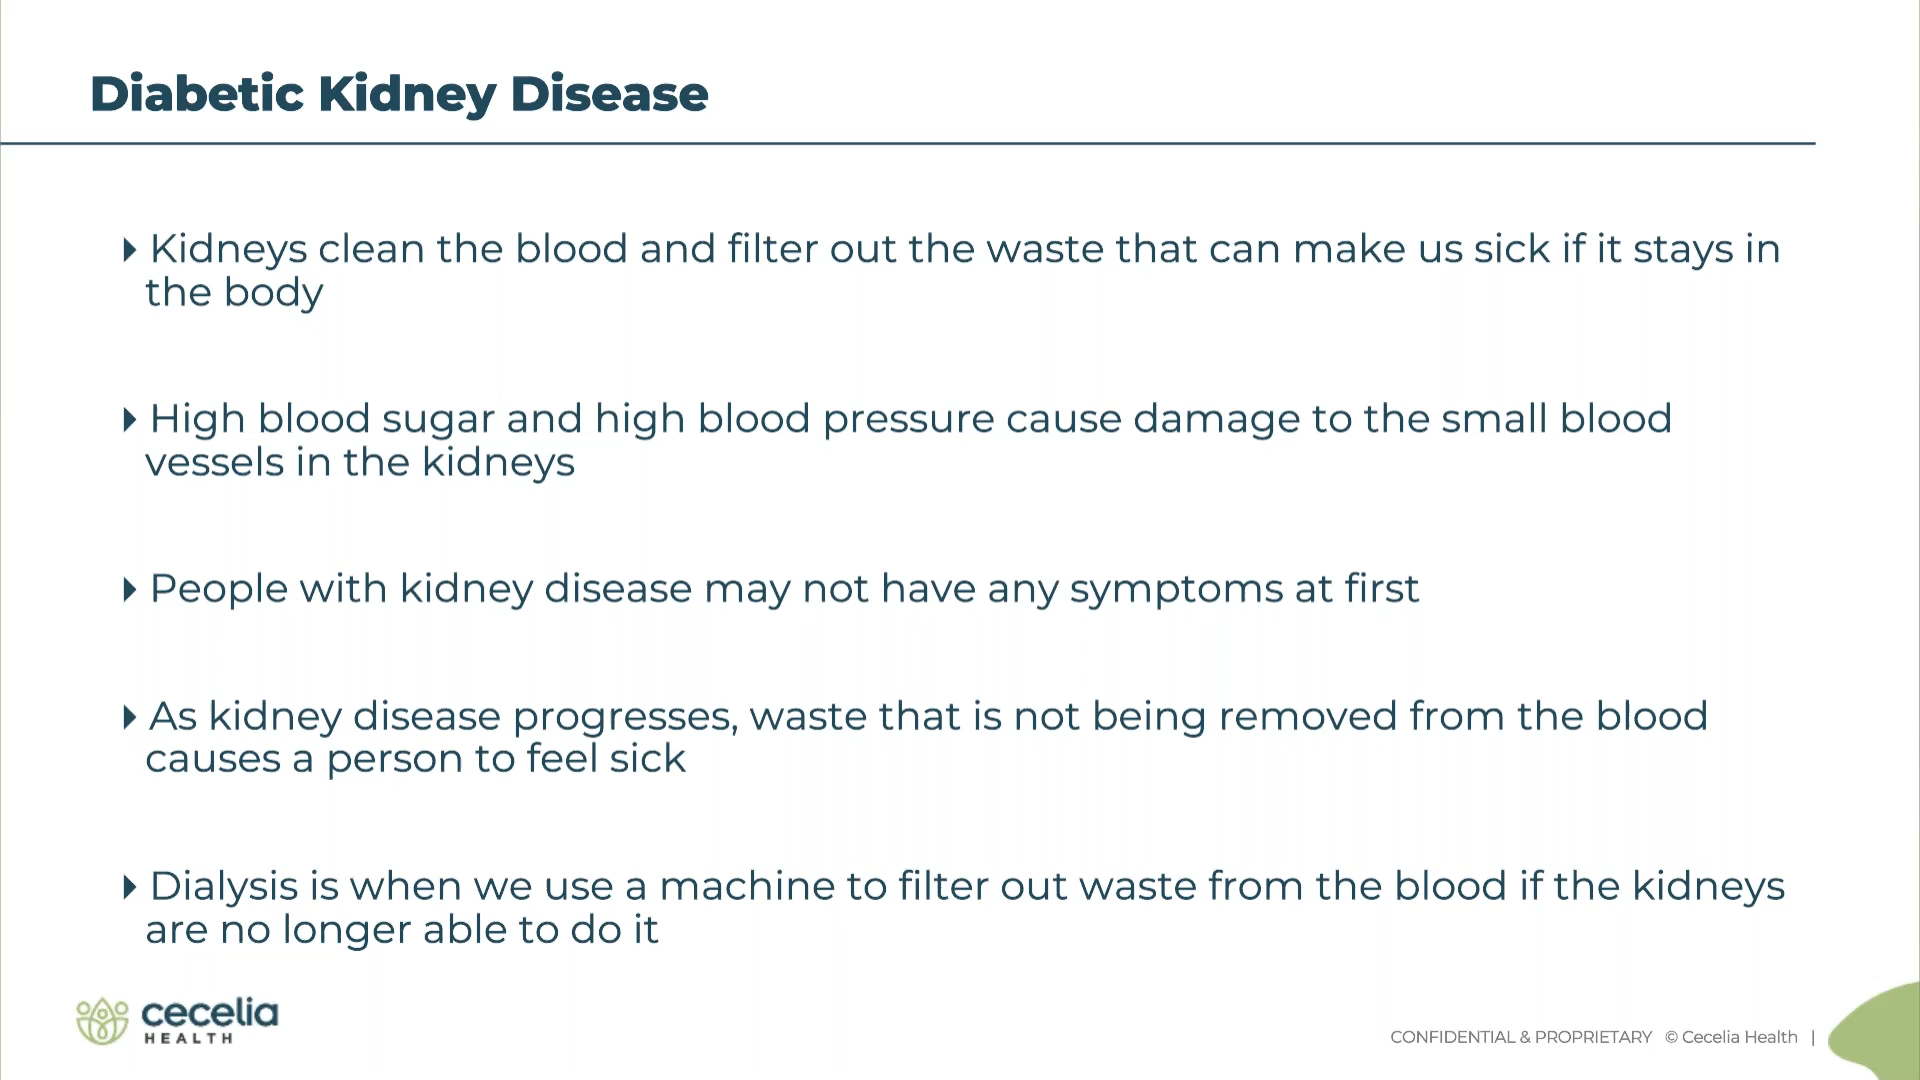 Diabetic Kidney Disease
Kidneys clean the blood and filter out the waste that can make us sick if it stays in
the body
High blood sugar and high blood pressure cause damage to the small blood
vessels in the kidneys
People with kidney disease may not have any symptoms at first
As kidney disease progresses, waste that is not being removed from the blood
causes a person to feel sick
Dialysis is when we use a machine to filter out waste from the blood if the kidneys
are no longer able to do it
cecelia
HEALTH
CONFIDENTIAL & PROPRIETARY © Cecelia Health |